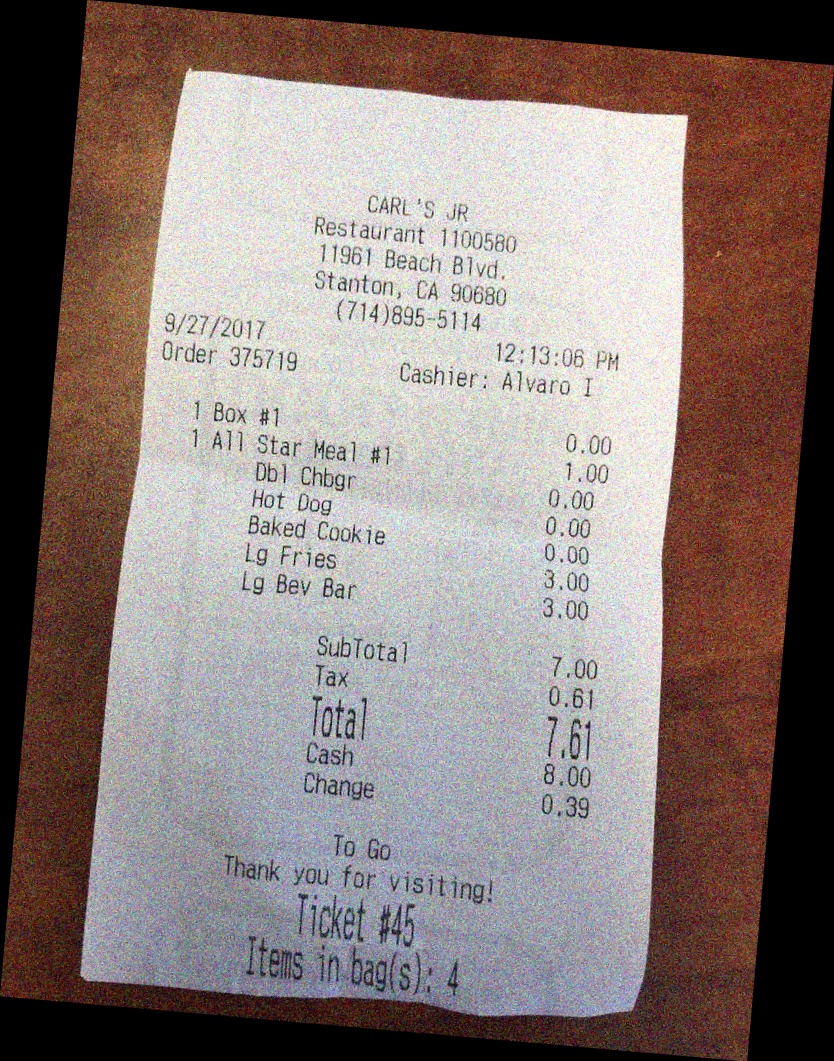 CARL'S JR
Restaurant 1100580
11961 Beach Blvd.
Stanton, CA 90680
(714)895-5114
9/27/2017 12:13:06 PM
Order 375719 Cashier: Alvaro I
1 Box #1 0.00
1 All Star Meal #1 1.00
Dbl Chbgr 0.00
Hot Dog 0.00
Baked Cookie 0.00
Lg Fries 3.00
Lg Bev Bar 3.00
SubTotal 7.00
Tax 0.61
Total 7.61
Cash 8.00
Change 0.39
To Go
Thank you for visiting!
Ticket #45
Items in bag(s): 4